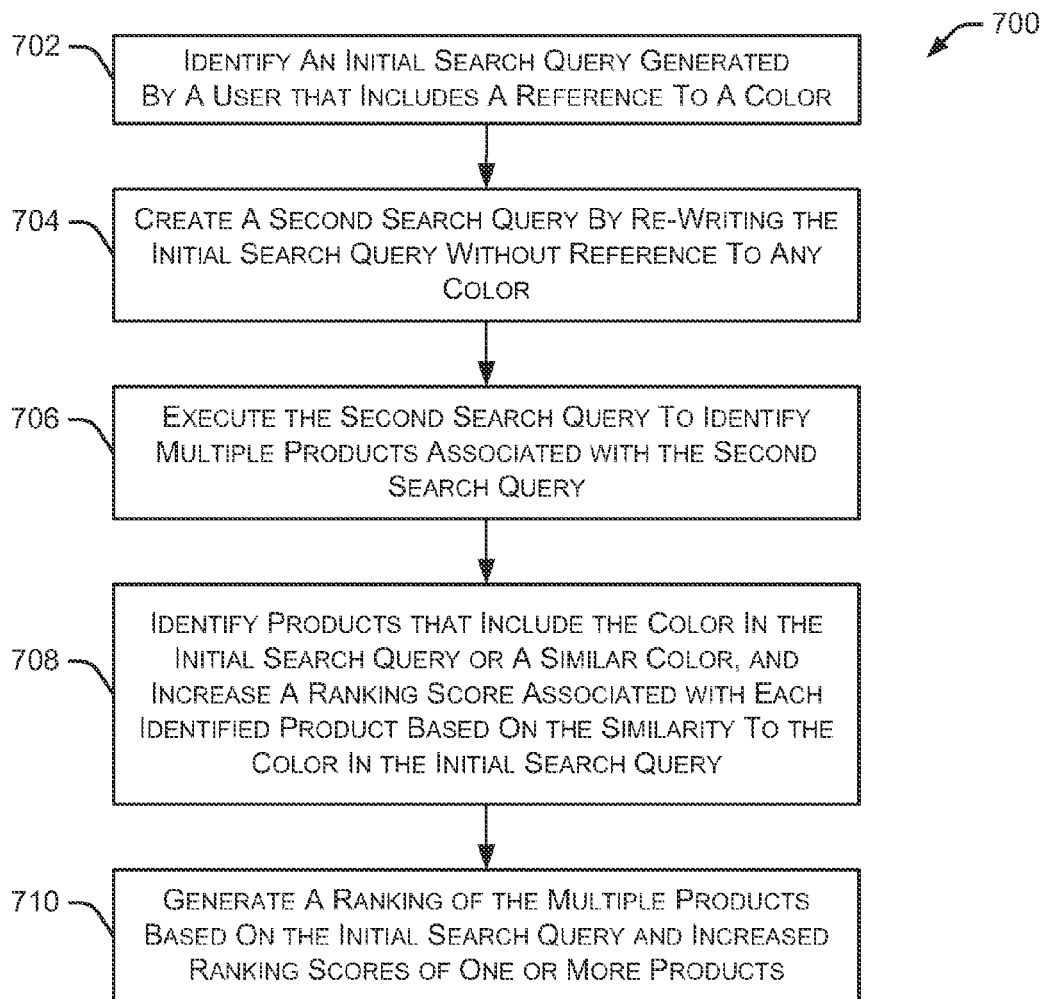 700
702
IDENTIFY AN INITIAL SEARCH QUERY GENERATED
BY A USER THAT INCLUDES A REFERENCE TO A COLOR
704
CREATE A SECOND SEARCH QUERY BY RE-WRITING THE
INITIAL SEARCH QUERY WITHOUT REFERENCE TO ANY
COLOR
706
EXECUTE THE SECOND SEARCH QUERY TO IDENTIFY
MULTIPLE PRODUCTS ASSOCIATED WITH THE SECOND
SEARCH QUERY
708
IDENTIFY PRODUCTS THAT INCLUDE THE COLOR IN THE
INITIAL SEARCH QUERY OR A SIMILAR COLOR, AND
INCREASE A RANKING SCORE ASSOCIATED WITH EACH
IDENTIFIED PRODUCT BASED ON THE SIMILARITY TO THE
COLOR IN THE INITIAL SEARCH QUERY
710
GENERATE A RANKING OF THE MULTIPLE PRODUCTS
BASED ON THE INITIAL SEARCH QUERY AND INCREASED
RANKING SCORES OF ONE OR MORE PRODUCTS